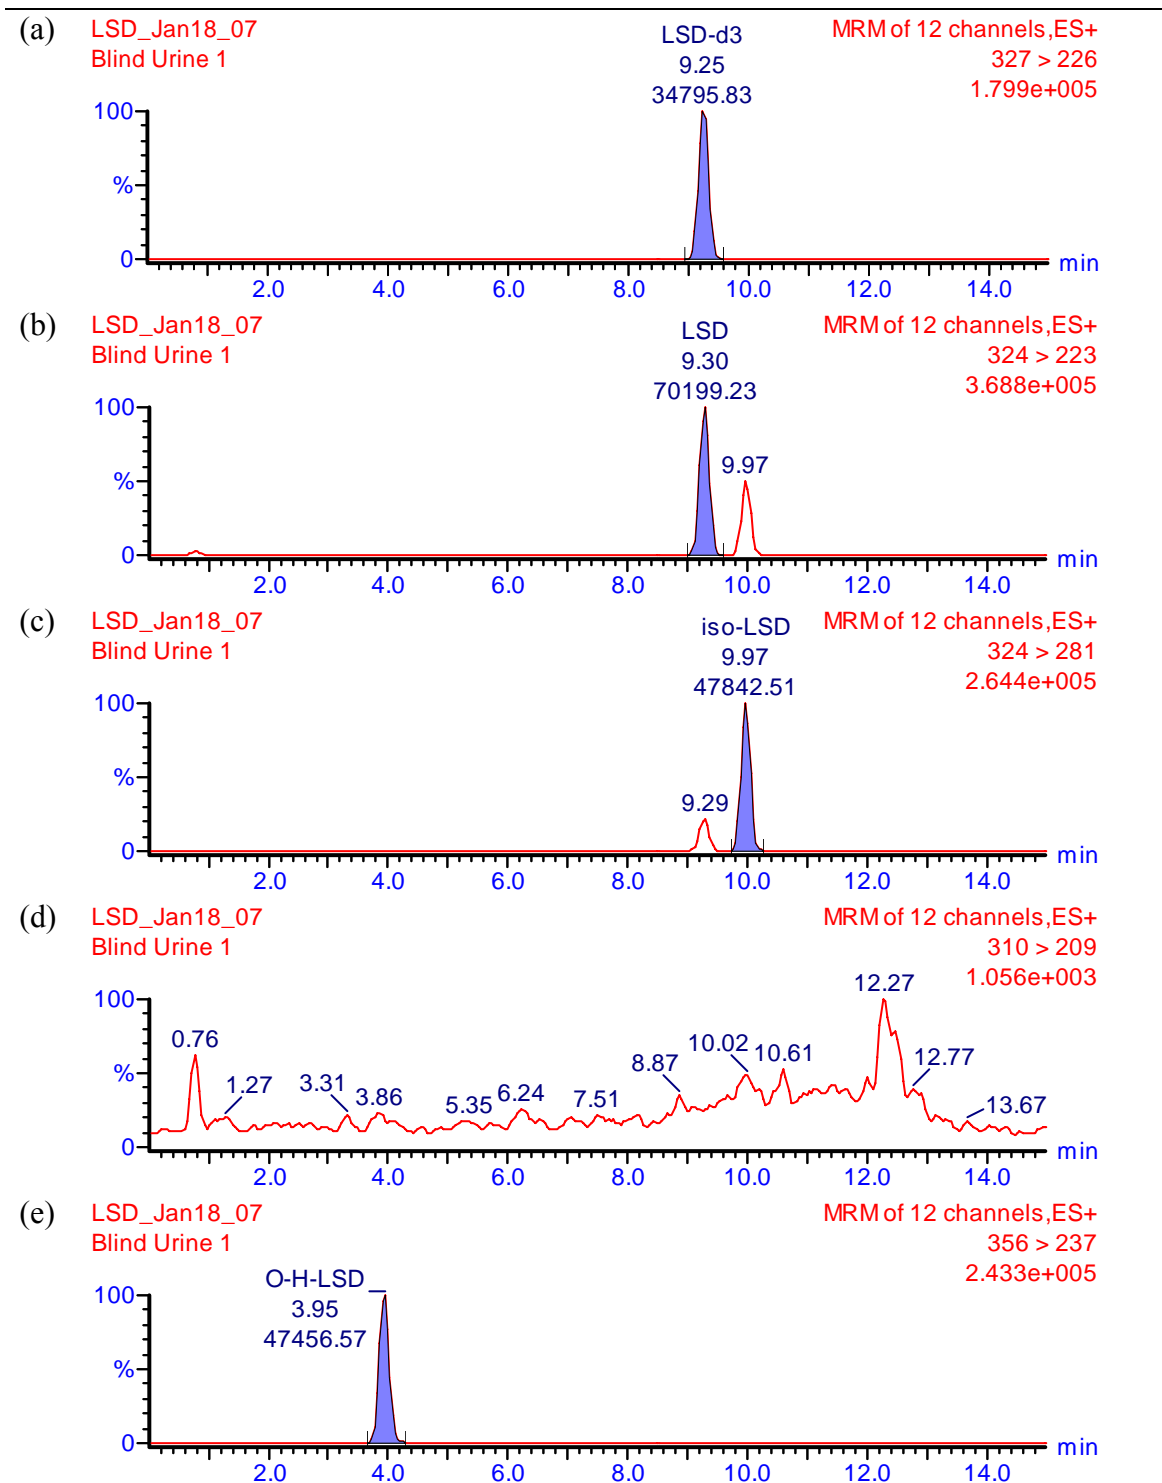 (a)
LSD_Jan18_07
Blind Urine 1
LSD-d3
9.25
34795.83
MRM of 12 channels,ES+
327 > 226
1.799e+005
100
%
0
2.0 4.0 6.0 8.0 10.0 12.0 14.0
min
(b)
LSD_Jan18_07
Blind Urine 1
LSD
9.30
70199.23
MRM of 12 channels,ES+
324 > 223
3.688e+005
100
%
0
9.97
2.0 4.0 6.0 8.0 10.0 12.0 14.0
min
(c)
LSD_Jan18_07
Blind Urine 1
iso-LSD
9.97
47842.51
MRM of 12 channels,ES+
324 > 281
2.644e+005
100
%
0
9.29
2.0 4.0 6.0 8.0 10.0 12.0 14.0
min
(d)
LSD_Jan18_07
Blind Urine 1
MRM of 12 channels,ES+
310 > 209
1.056e+003
100
%
0
0.76 1.27 3.31 3.86 5.35 6.24 7.51 8.87 10.02 10.61 12.27 12.77 13.67
2.0 4.0 6.0 8.0 10.0 12.0 14.0
min
(e)
LSD_Jan18_07
Blind Urine 1
O-H-LSD
3.95
47456.57
MRM of 12 channels,ES+
356 > 237
2.433e+005
100
%
0
2.0 4.0 6.0 8.0 10.0 12.0 14.0
min